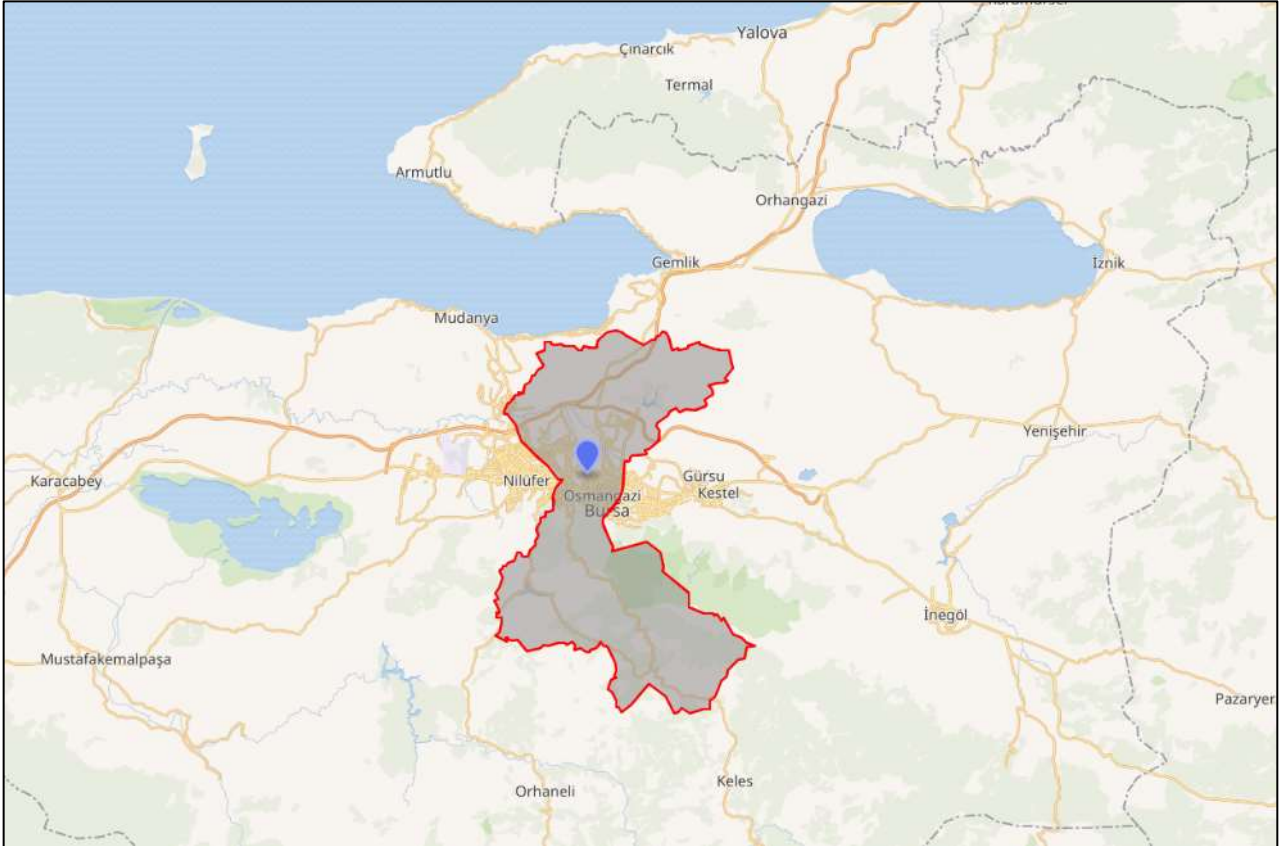 Yalova
Çınarcık
Termal
Armutlu
Orhangazi
Gemlik
İznik
Mudanya
Yenişehir
Karacabey
Nilüfer
Gürsu
Kestel
Osmangazi
Bursa
İnegöl
Mustafakemalpaşa
Pazaryer
Keles
Orhaneli